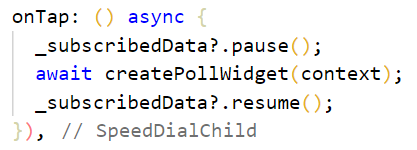 onTap: () async {
_subscribedData?.pause();
await createPollWidget(context);
_subscribedData?.resume();
}), // SpeedDialChild